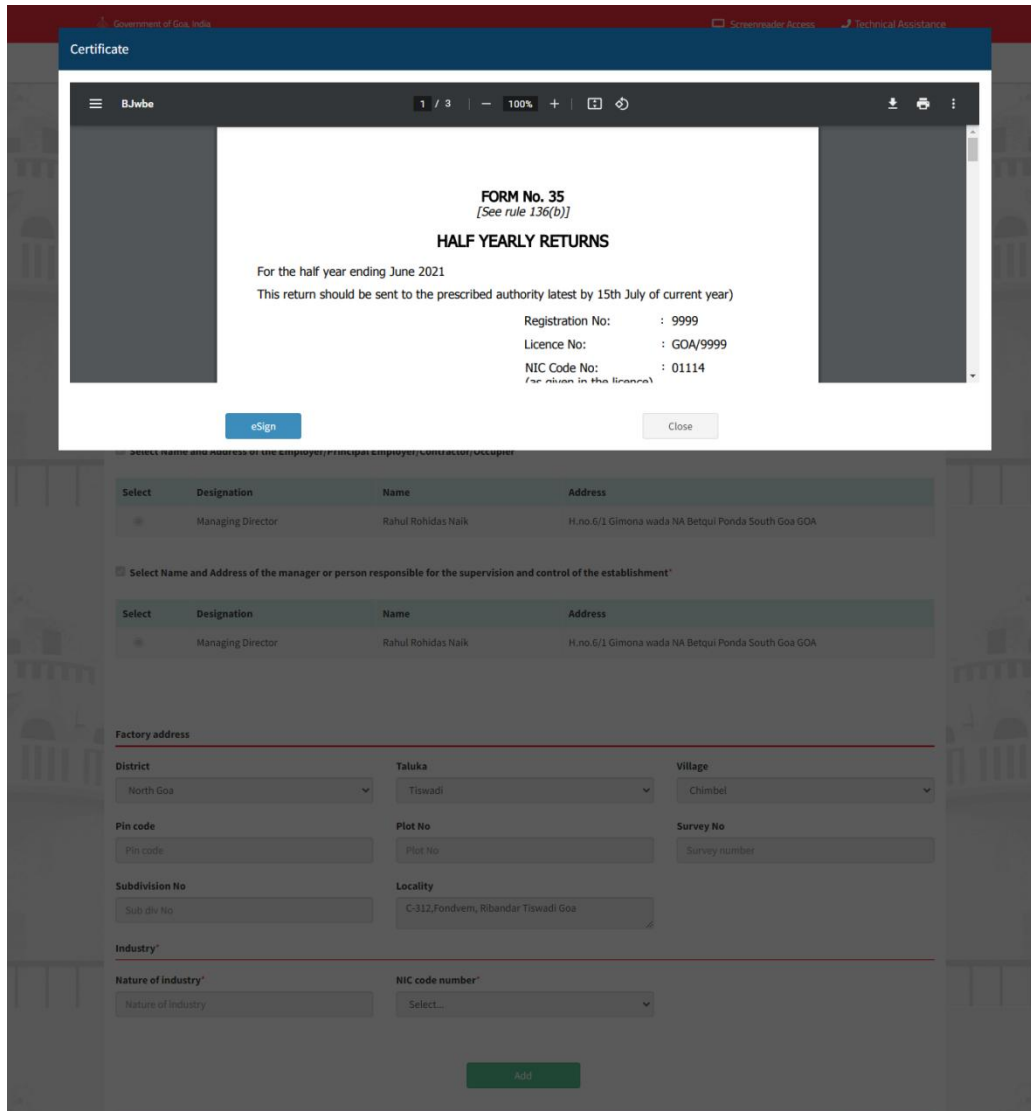 Government of Goa, India
Screenreader Access
Technical Assistance
Certificate
BJwbe
1 / 3 | − 100% + |
FORM No. 35
[See rule 136(b)]
HALF YEARLY RETURNS
For the half year ending June 2021
This return should be sent to the prescribed authority latest by 15th July of current year)
Registration No: : 9999
Licence No: : GOA/9999
NIC Code No: : 01114
(as given in the licence)
eSign
Close
Select Name and Address of the Employer/Principal Employer/Contractor/Occupier
Select Designation Name Address
Managing Director Rahul Rohidas Naik H.no.6/1 Gimona wada NA Betqui Ponda South Goa GOA
Select Name and Address of the manager or person responsible for the supervision and control of the establishment*
Select Designation Name Address
Managing Director Rahul Rohidas Naik H.no.6/1 Gimona wada NA Betqui Ponda South Goa GOA
Factory address
District Taluka Village
North Goa Tiswadi Chimbel
Pin code Plot No Survey No
Pin code Plot No Survey number
Subdivision No Locality
Sub div No C-312,Fondvem, Ribandar Tiswadi Goa
Industry*
Nature of industry* NIC code number*
Nature of industry Select...
Add